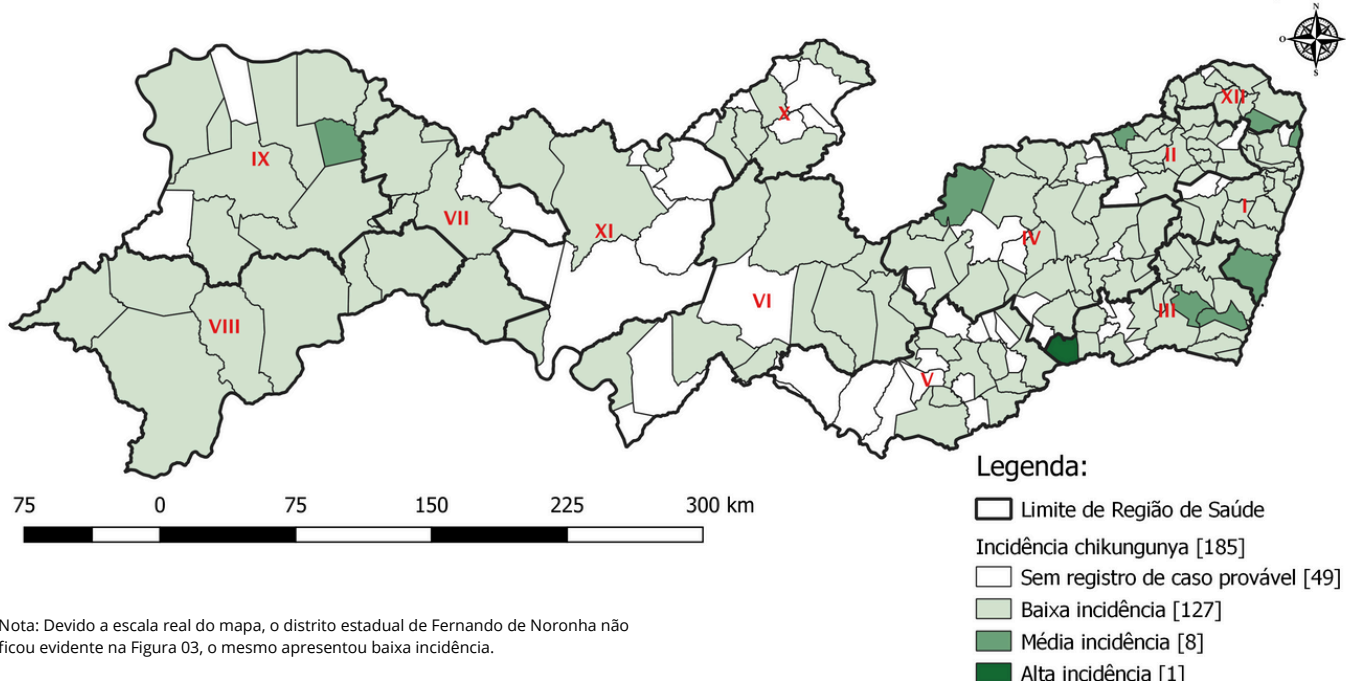 N
O
S
XII
X
IX
II
I
VII
XI
IV
VI
III
VIII
V
Legenda:
75 0 75 150 225 300 km
Limite de Região de Saúde
Incidência chikungunya [185]
Sem registro de caso provável [49]
Baixa incidência [127]
Média incidência [8]
Alta incidência [1]
Nota: Devido a escala real do mapa, o distrito estadual de Fernando de Noronha não
ficou evidente na Figura 03, o mesmo apresentou baixa incidência.